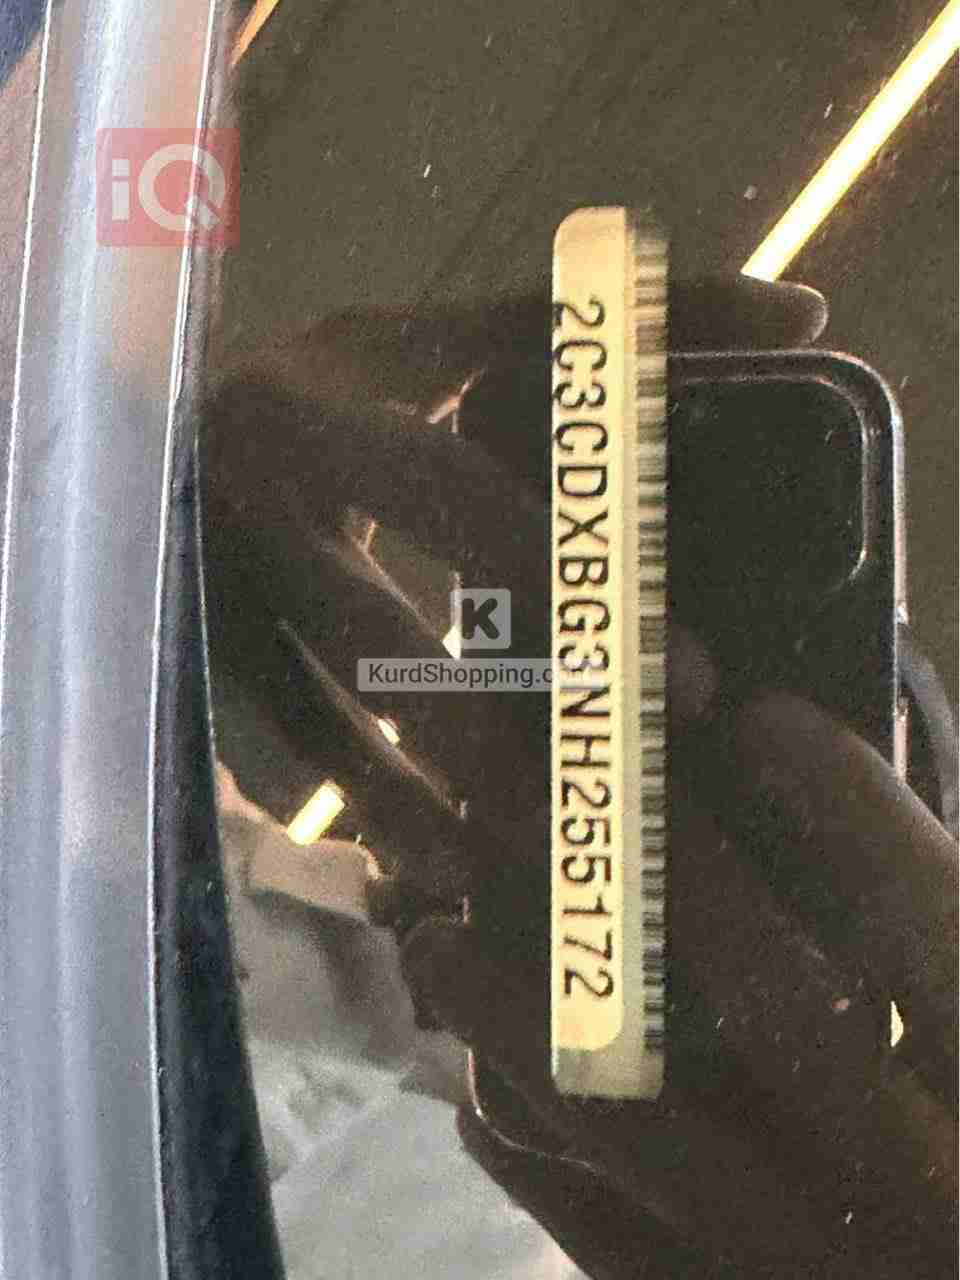 iQ
2C3CDXBG3NH255172
K
KurdShopping.c